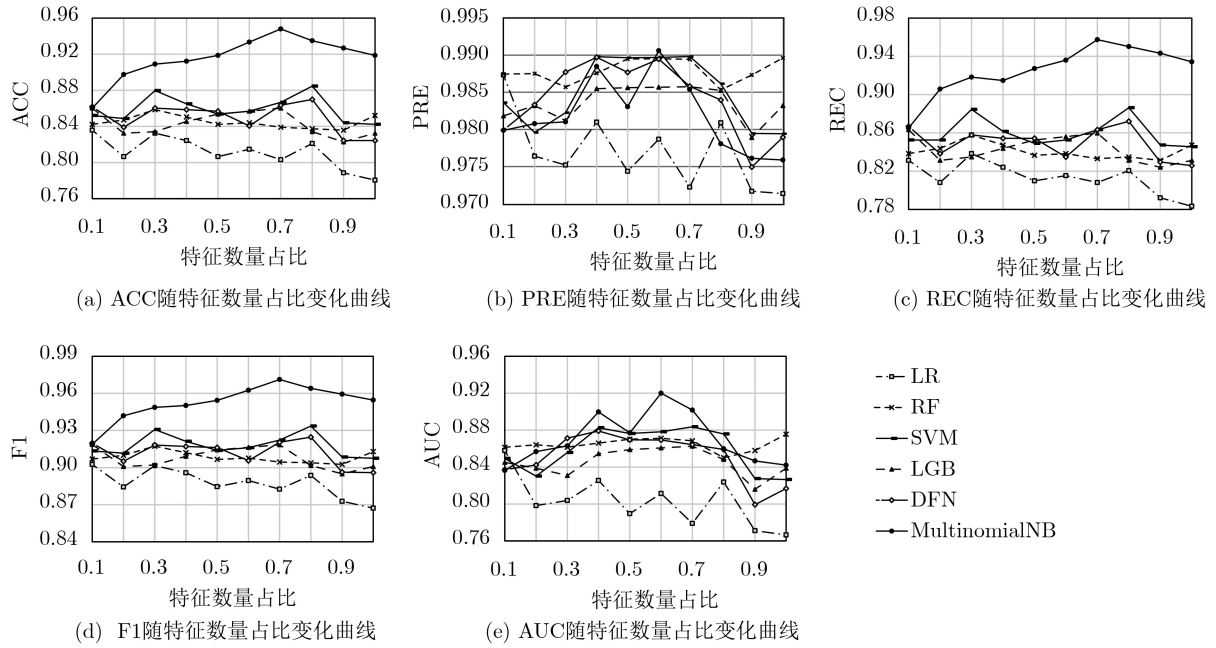 0.96
0.92
0.88
0.84
0.80
0.76
ACC
0.1 0.3 0.5 0.7 0.9
特征数量占比
(a) ACC随特征数量占比变化曲线
0.995
0.990
0.985
0.980
0.975
0.970
PRE
0.1 0.3 0.5 0.7 0.9
特征数量占比
(b) PRE随特征数量占比变化曲线
0.98
0.94
0.90
0.86
0.82
0.78
REC
0.1 0.3 0.5 0.7 0.9
特征数量占比
(c) REC随特征数量占比变化曲线
0.99
0.96
0.93
0.90
0.87
0.84
F1
0.1 0.3 0.5 0.7 0.9
特征数量占比
(d) F1随特征数量占比变化曲线
0.96
0.92
0.88
0.84
0.80
0.76
AUC
0.1 0.3 0.5 0.7 0.9
特征数量占比
(e) AUC随特征数量占比变化曲线
LR
RF
SVM
LGB
DFN
MultinomialNB